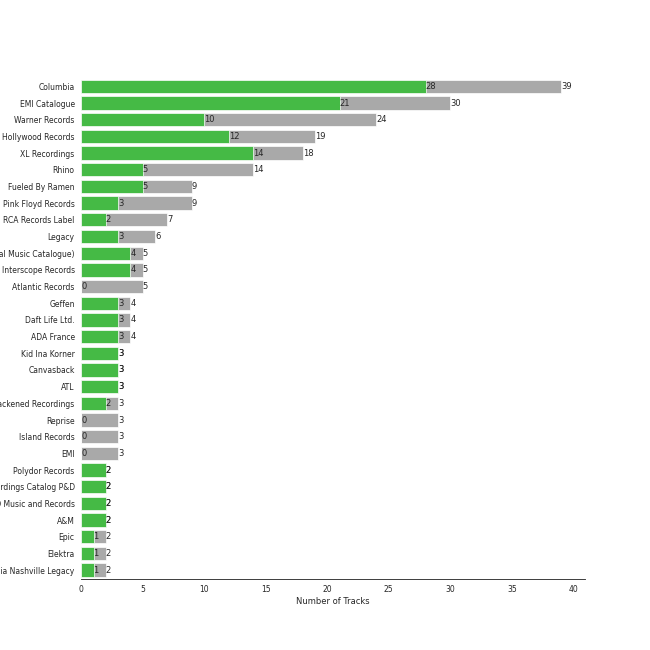 Columbia 28 39
EMI Catalogue 21 30
Warner Records 10 24
Hollywood Records 12 19
XL Recordings 14 18
Rhino 5 14
Fueled By Ramen 5 9
Pink Floyd Records 3 9
RCA Records Label 2 7
Legacy 3 6
al Music Catalogue) 4 5
Interscope Records 4 5
Atlantic Records 0 5
Geffen 3 4
Daft Life Ltd. 3 4
ADA France 3 4
Kid Ina Korner 3
Canvasback 3
ATL 3
ackened Recordings 2 3
Reprise 0 3
Island Records 0 3
EMI 0 3
Polydor Records 2
rdings Catalog P&D 2
Music and Records 2
A&M 2
Epic 1 2
Elektra 1 2
ia Nashville Legacy 1 2
0 5 10 15 20 25 30 35 40
Number of Tracks